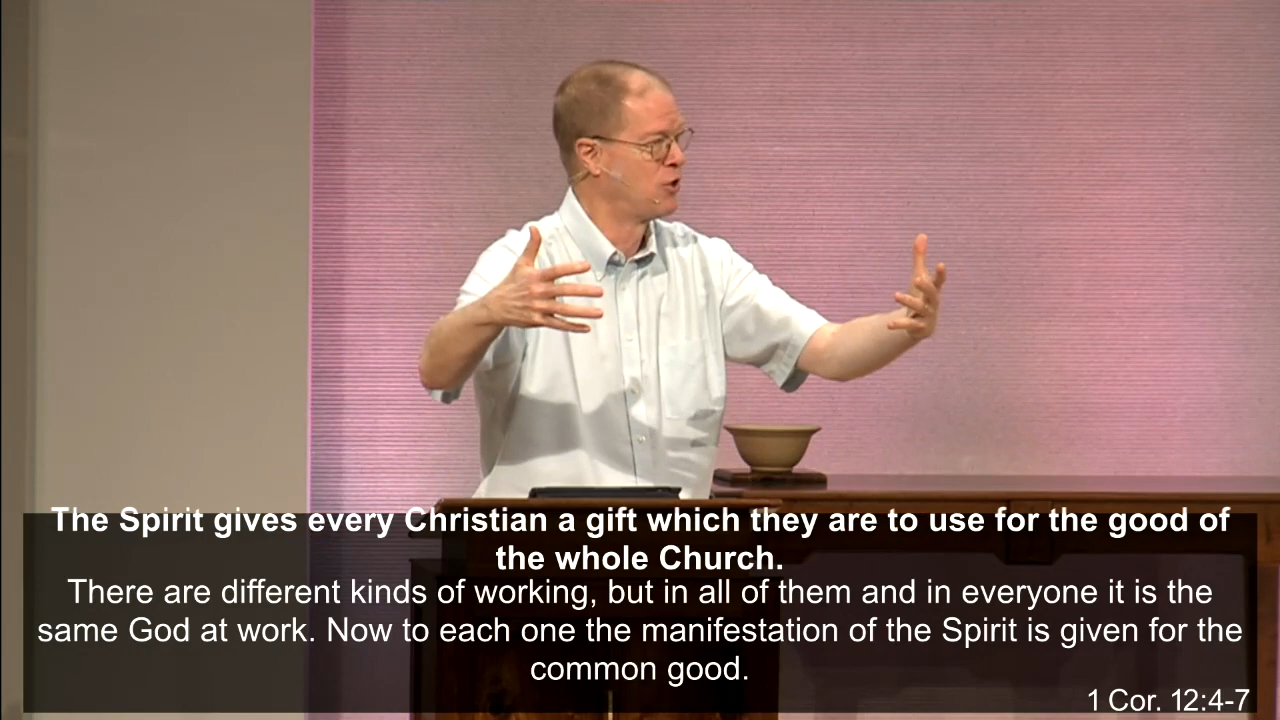 The Spirit gives every Christian a gift which they are to use for the good of
the whole Church.
There are different kinds of working, but in all of them and in everyone it is the
same God at work. Now to each one the manifestation of the Spirit is given for the
common good.
1 Cor. 12:4-7